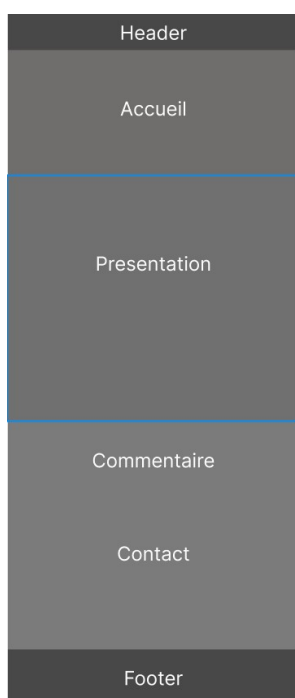 Header
Accueil
Presentation
Commentaire
Contact
Footer